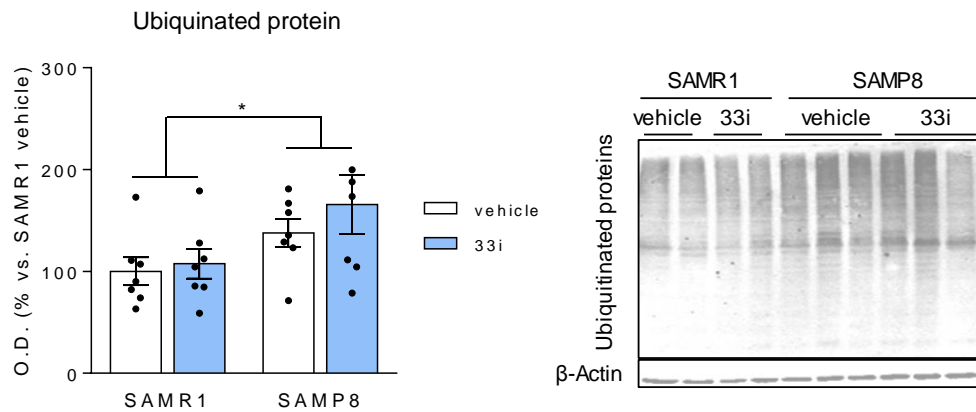 Ubiquinated protein
O.D. (% vs. SAMR1 vehicle)
300
200
100
0
*
SAMR1
SAMP8
vehicle
33i
SAMR1 SAMP8
vehicle 33i vehicle 33i
Ubiquitinated proteins
β-Actin